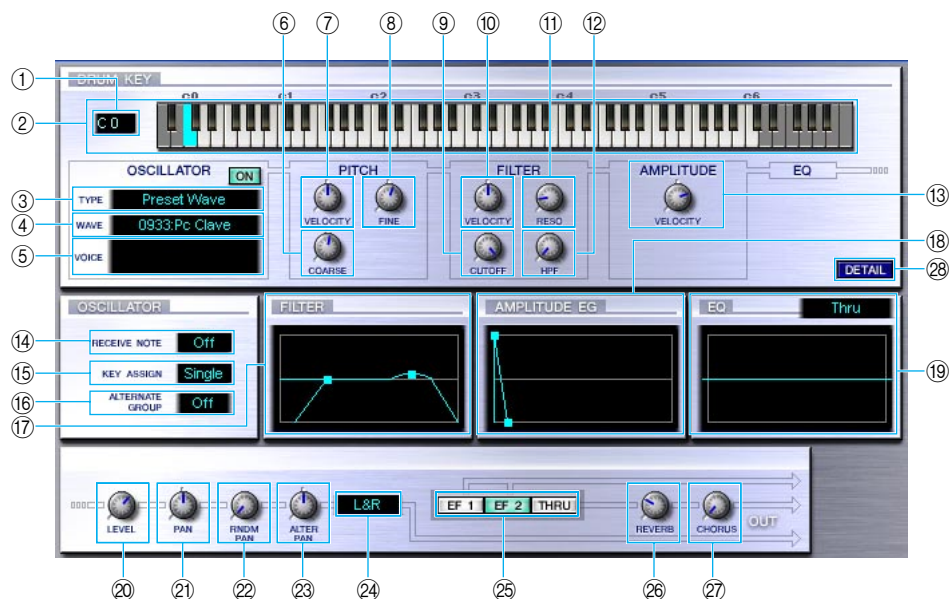 ⑥ ⑦ ⑧ ⑨ ⑩ ⑪ ⑫
①
DRUM KEY
C0 C1 C2 C3 C4 C5 C6
②
C 0
OSCILLATOR ON PITCH FILTER AMPLITUDE EQ
③ TYPE Preset Wave
VELOCITY FINE VELOCITY RESO VELOCITY ⑬
④ WAVE 0933:Pc Clave
⑤ VOICE
⑱
COARSE CUTOFF HPF
DETAIL ㉘
OSCILLATOR FILTER AMPLITUDE EG EQ Thru
⑭ RECEIVE NOTE Off
⑮ KEY ASSIGN Single
⑲
⑯ ALTERNATE GROUP Off
⑰
L&R EF 1 EF 2 THRU
LEVEL PAN RNDM PAN ALTER PAN REVERB CHORUS OUT
⑳ ㉑ ㉒ ㉓ ㉔ ㉕ ㉖ ㉗